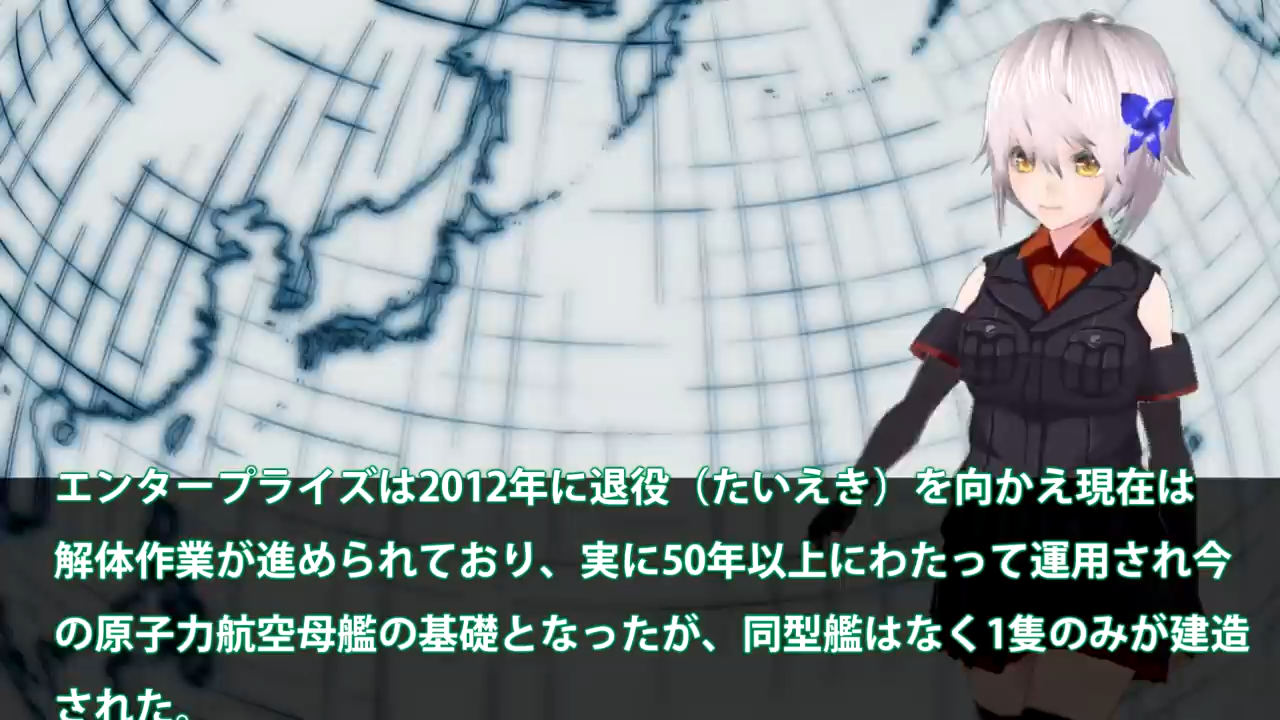 エンタープライズは2012年に退役（たいえき）を向かえ現在は
解体作業が進められており、実に50年以上にわたって運用され今
の原子力航空母艦の基礎となったが、同型艦はなく1隻のみが建造
された。